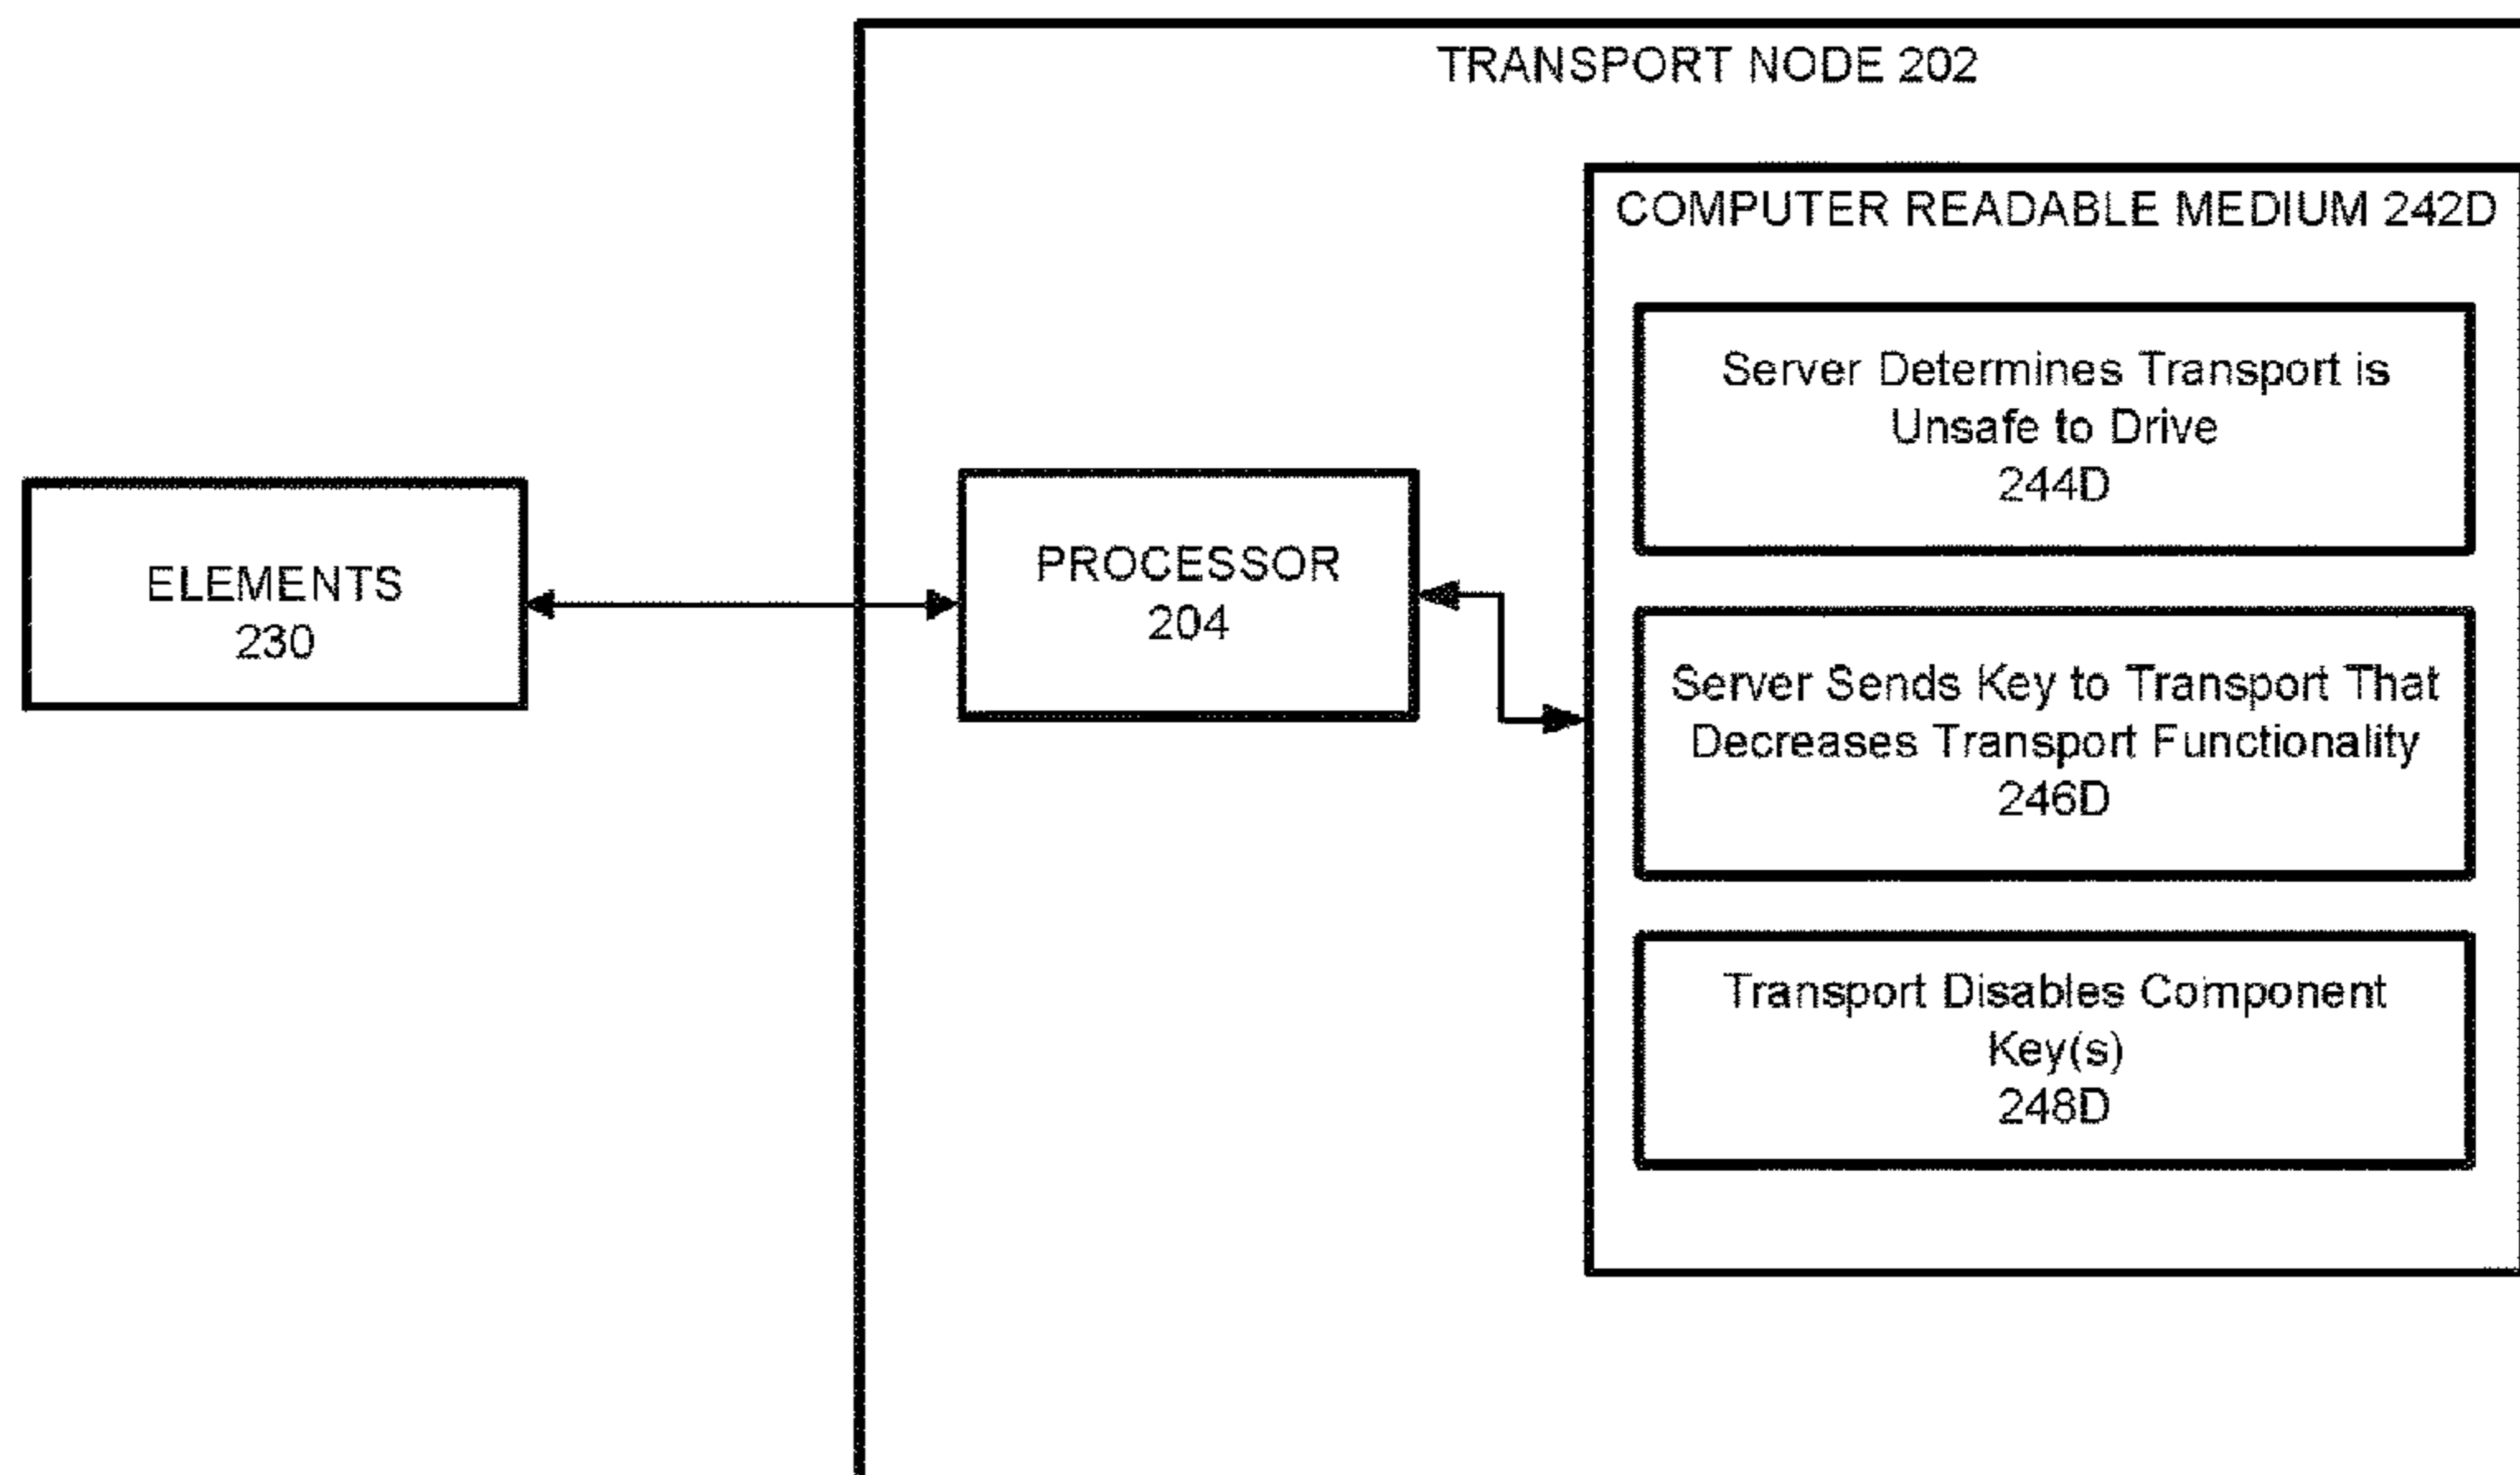 TRANSPORT NODE 202
COMPUTER READABLE MEDIUM 242D
Server Determines Transport is
Unsafe to Drive
244D
ELEMENTS
230
PROCESSOR
204
Server Sends Key to Transport That
Decreases Transport Functionality
246D
Transport Disables Component
Key(s)
248D